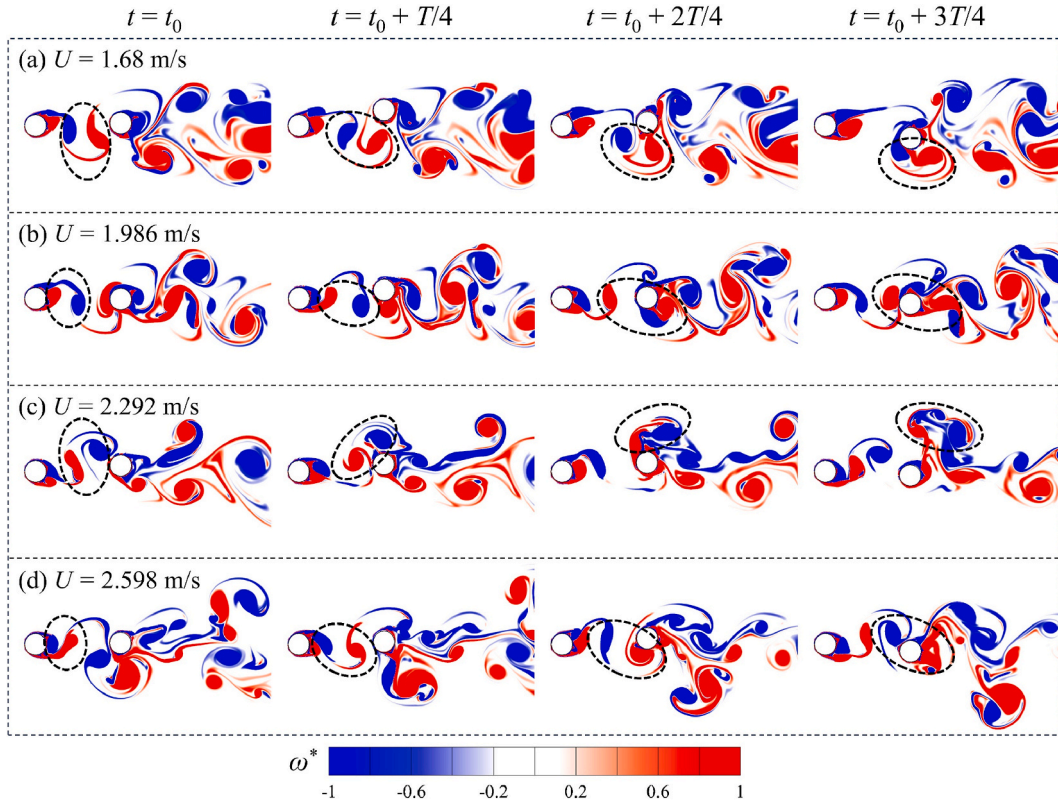 t = t0    t = t0 + T/4    t = t0 + 2T/4    t = t0 + 3T/4
(a) U = 1.68 m/s
(b) U = 1.986 m/s
(c) U = 2.292 m/s
(d) U = 2.598 m/s
ω*
-1    -0.6    -0.2    0.2    0.6    1